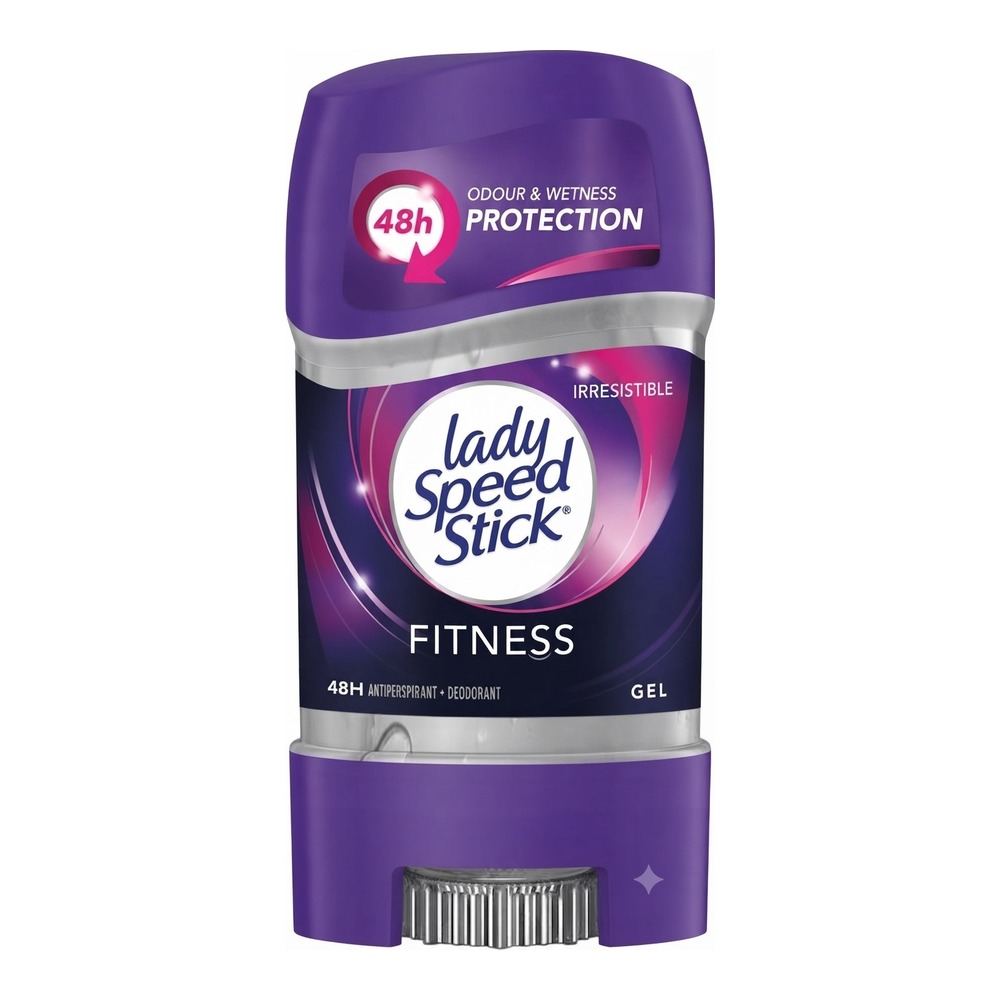 48h
ODOUR & WETNESS
PROTECTION
IRRESISTIBLE
lady
Speed
Stick®
FITNESS
48H ANTIPERSPIRANT + DEODORANT
GEL